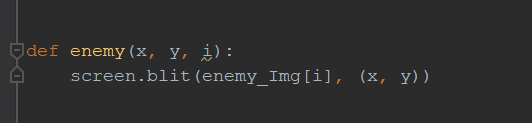 def enemy(x, y, i):
    screen.blit(enemy_Img[i], (x, y))